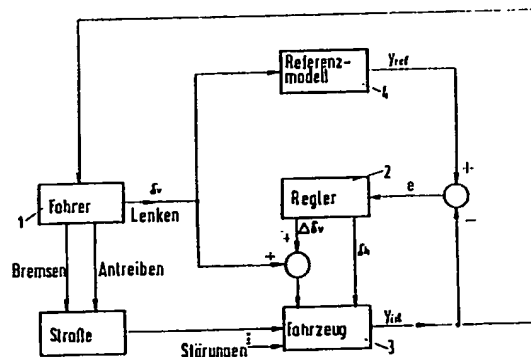 Referenz-
modell
4
y_ref
2
Regler
e
+
−
1
Fahrer
δ_v
Lenken
+
Δδ_v
δ_h
+
Bremsen
Antreiben
Straße
Störungen
Fahrzeug
3
y_ist